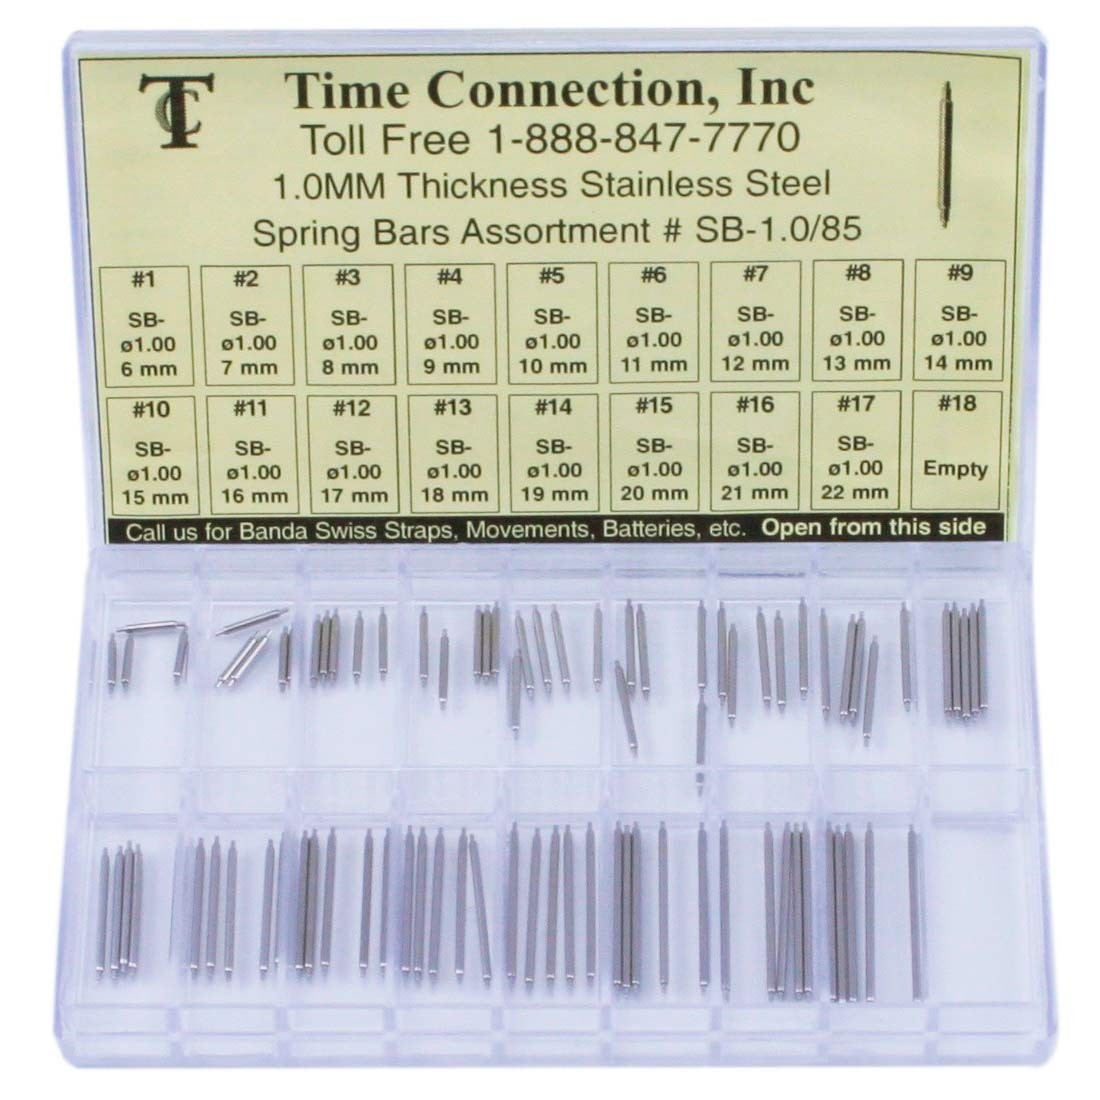 TC
Time Connection, Inc
Toll Free 1-888-847-7770
1.0MM Thickness Stainless Steel
Spring Bars Assortment # SB-1.0/85
#1 #2 #3 #4 #5 #6 #7 #8 #9
SB- SB- SB- SB- SB- SB- SB- SB- SB-
ø1.00 ø1.00 ø1.00 ø1.00 ø1.00 ø1.00 ø1.00 ø1.00 ø1.00
6 mm 7 mm 8 mm 9 mm 10 mm 11 mm 12 mm 13 mm 14 mm
#10 #11 #12 #13 #14 #15 #16 #17 #18
SB- SB- SB- SB- SB- SB- SB- SB- Empty
ø1.00 ø1.00 ø1.00 ø1.00 ø1.00 ø1.00 ø1.00 ø1.00
15 mm 16 mm 17 mm 18 mm 19 mm 20 mm 21 mm 22 mm
Call us for Banda Swiss Straps, Movements, Batteries, etc. Open from this side